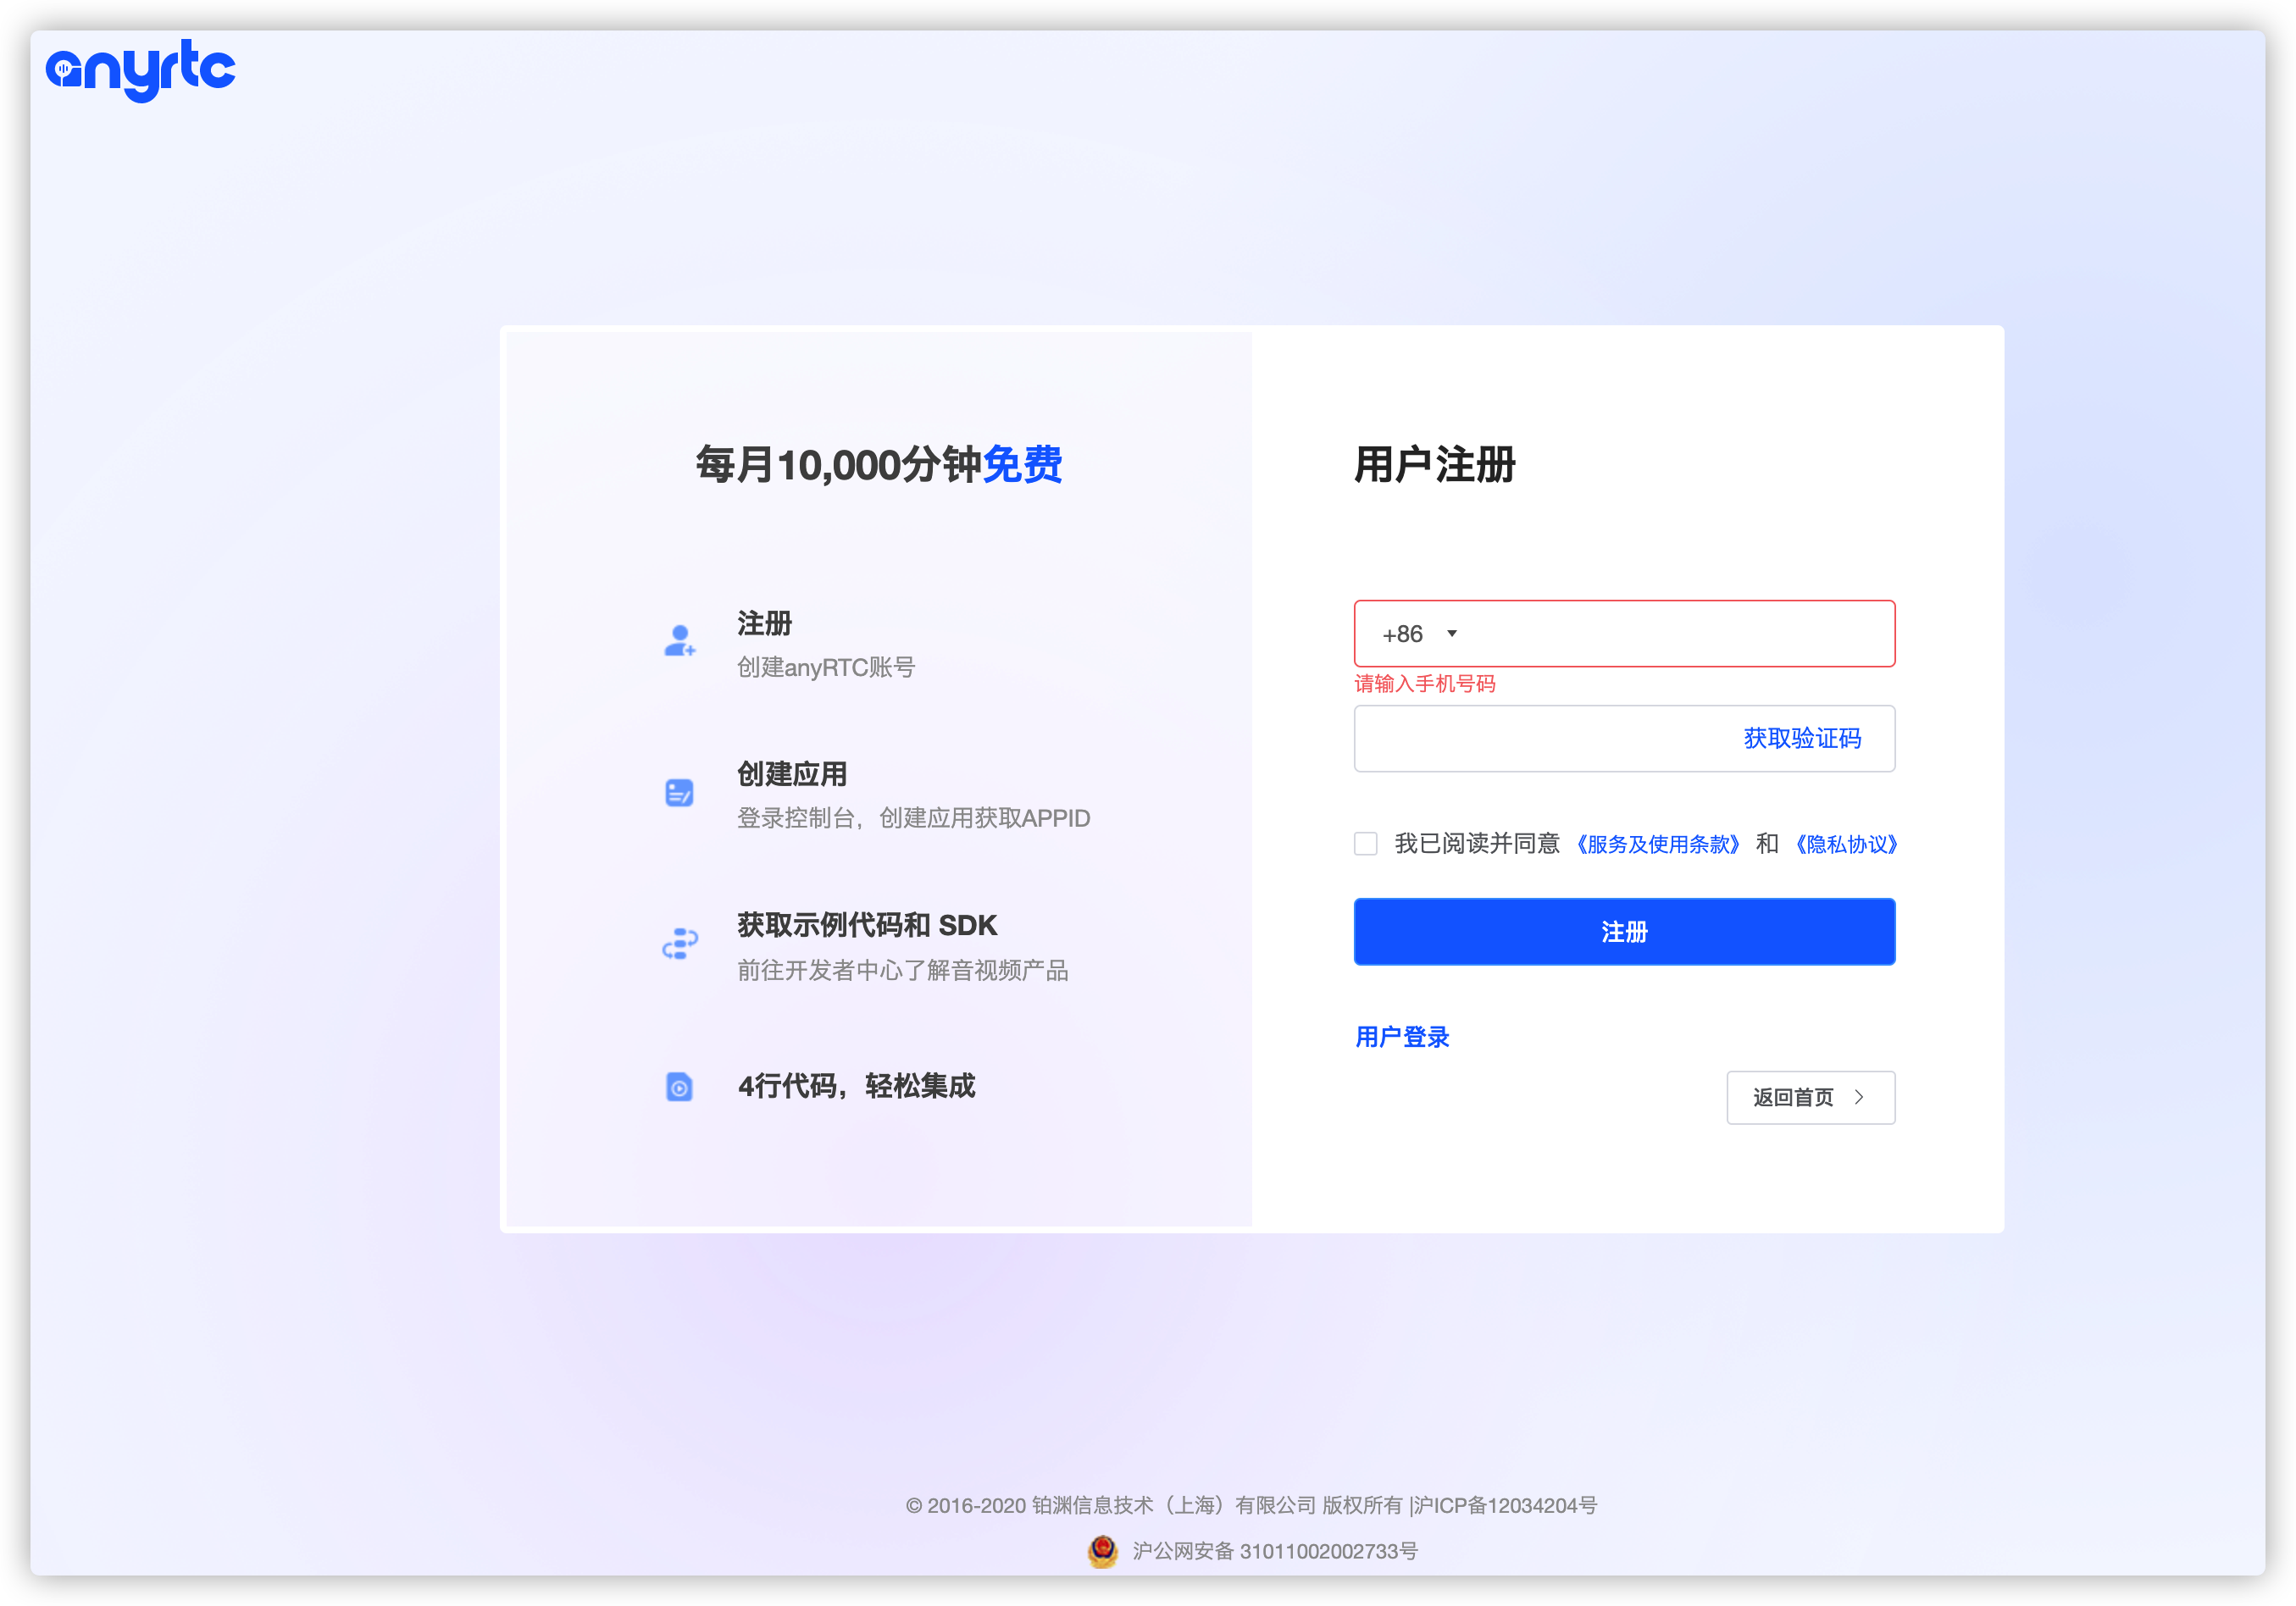 anyrtc
每月10,000分钟免费
注册
创建anyRTC账号
创建应用
登录控制台，创建应用获取APPID
获取示例代码和 SDK
前往开发者中心了解音视频产品
4行代码，轻松集成
用户注册
+86
请输入手机号码
获取验证码
我已阅读并同意 《服务及使用条款》 和 《隐私协议》
注册
用户登录
返回首页
© 2016-2020 铂渊信息技术（上海）有限公司 版权所有 |沪ICP备12034204号
沪公网安备 31011002002733号